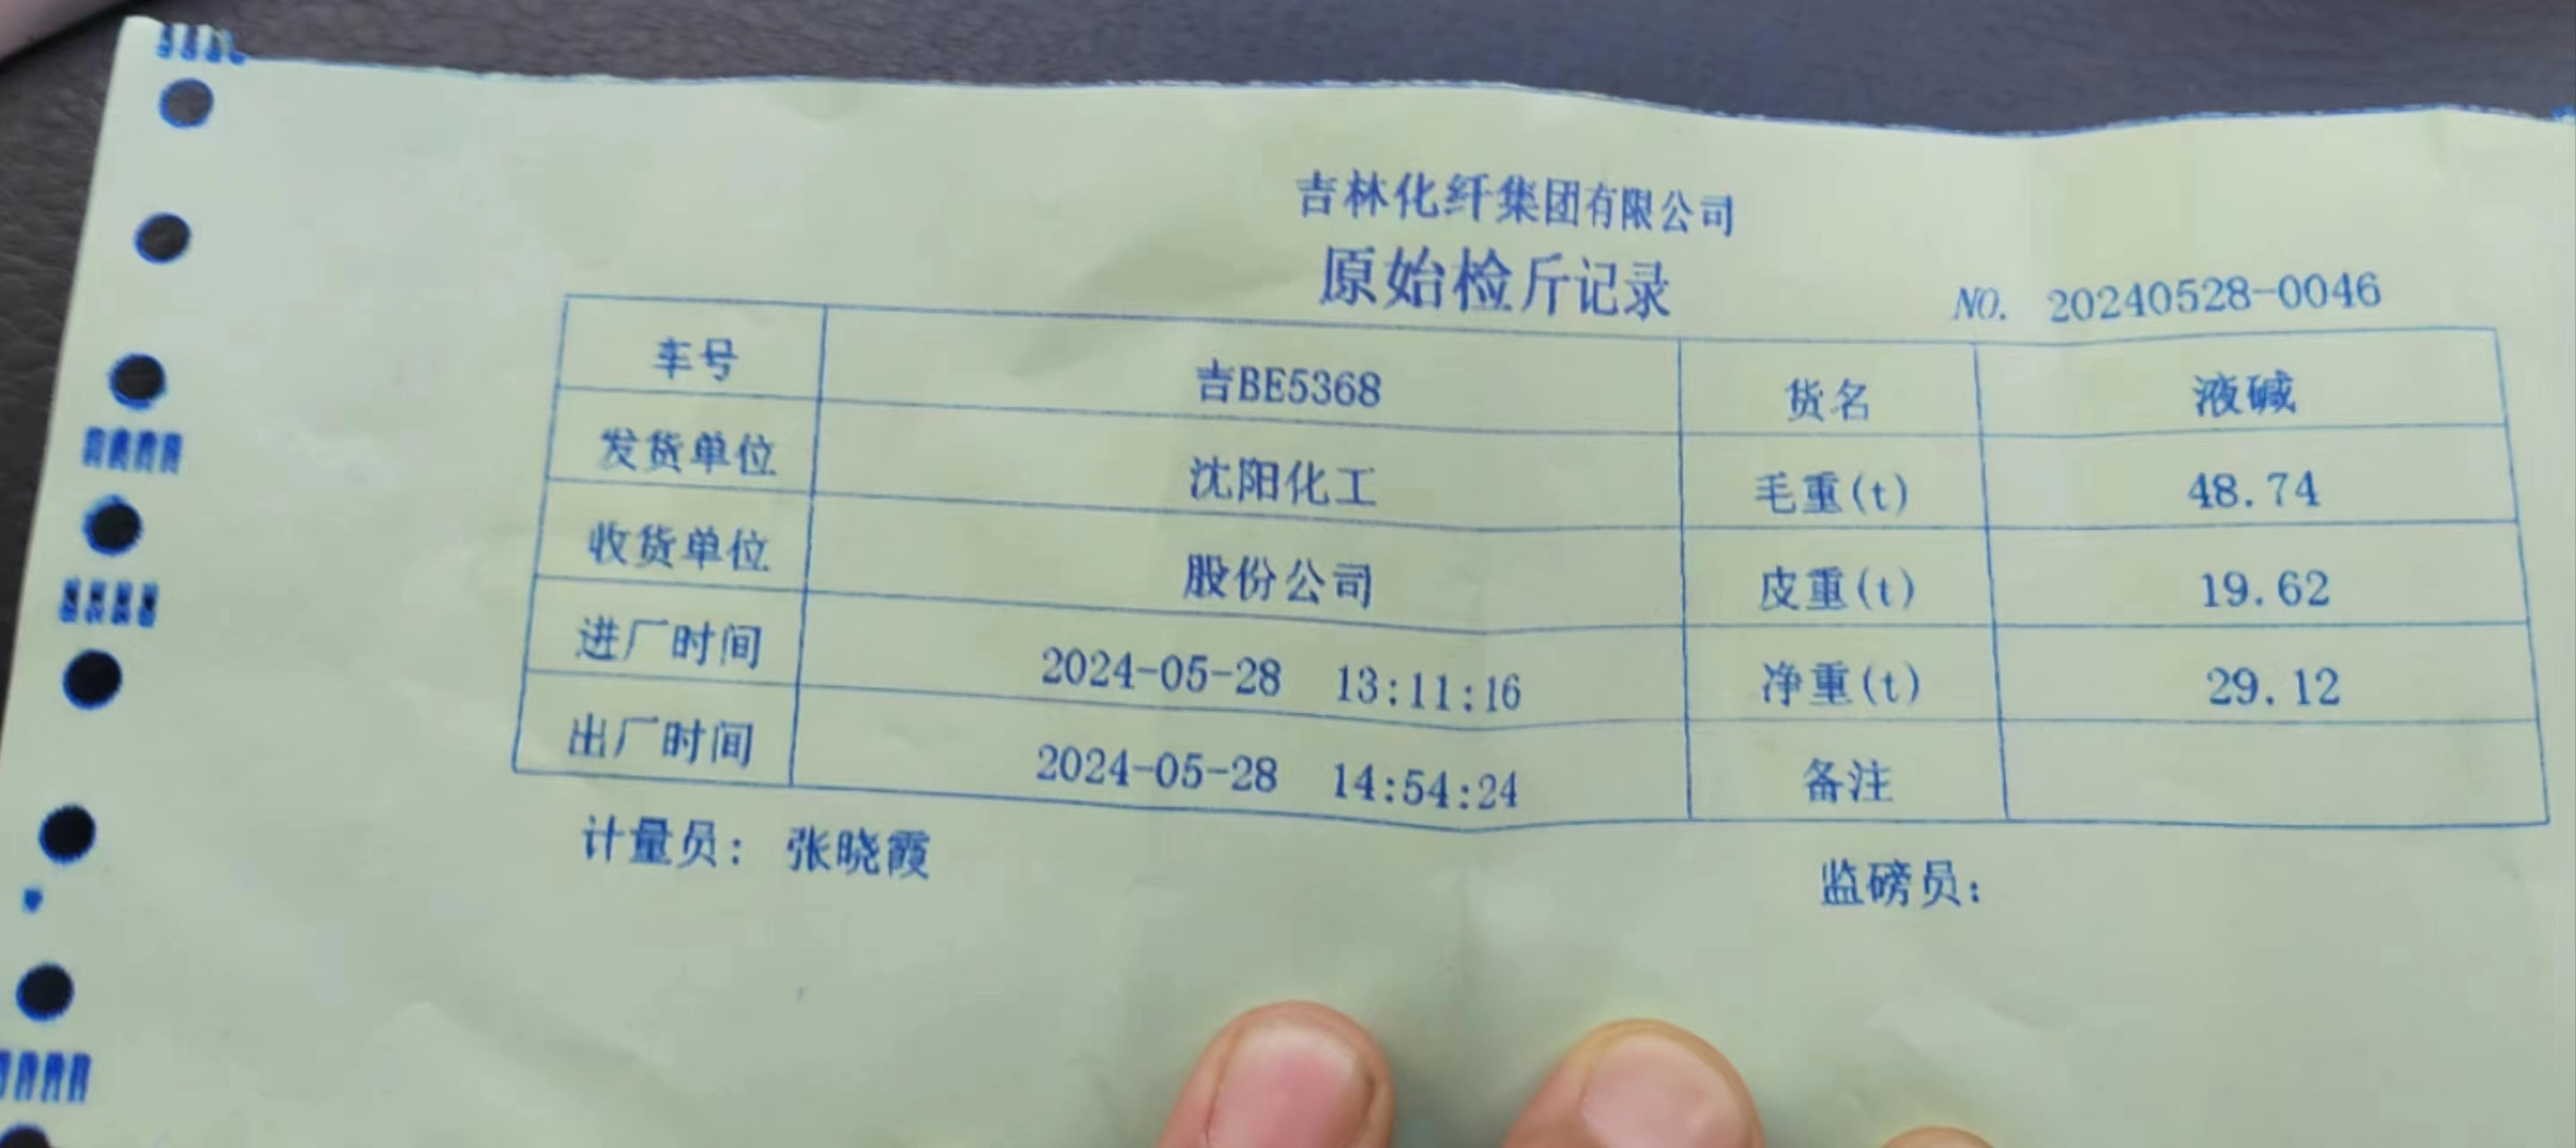 吉林化纤集团有限公司
原始检斤记录
NO. 20240528-0046
车号 吉BE5368 货名 液碱
发货单位 沈阳化工 毛重(t) 48.74
收货单位 股份公司 皮重(t) 19.62
进厂时间 2024-05-28 13:11:16 净重(t) 29.12
出厂时间 2024-05-28 14:54:24 备注
计量员: 张晓霞 监磅员: